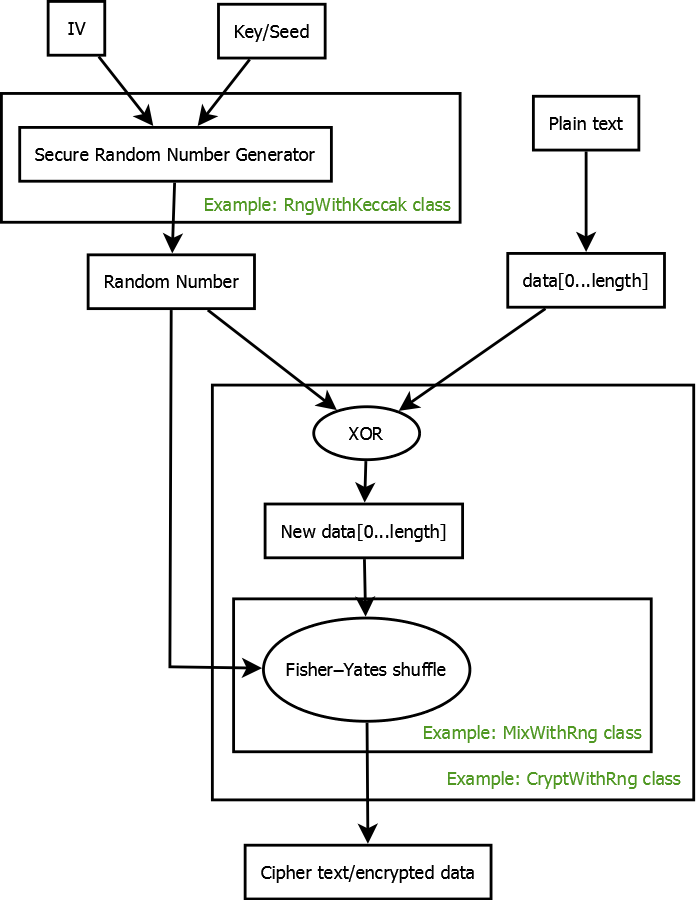 IV
Key/Seed
Plain text
Secure Random Number Generator
Example: RngWithKeccak class
Random Number
data[0...length]
XOR
New data[0...length]
Fisher–Yates shuffle
Example: MixWithRng class
Example: CryptWithRng class
Cipher text/encrypted data